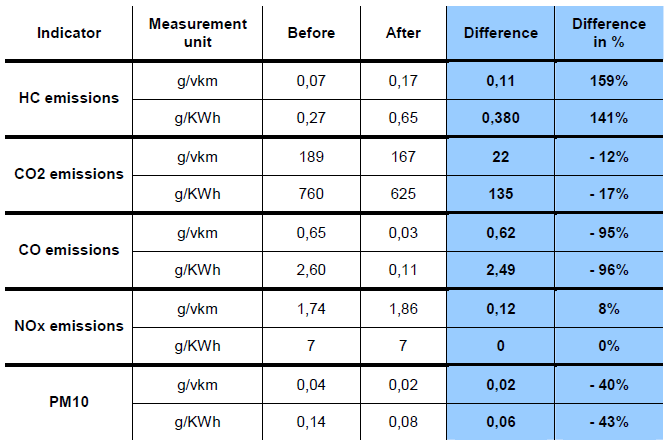 Indicator Measurement unit Before After Difference Difference in %
HC emissions g/vkm 0,07 0,17 0,11 159%
g/KWh 0,27 0,65 0,380 141%
CO2 emissions g/vkm 189 167 22 - 12%
g/KWh 760 625 135 - 17%
CO emissions g/vkm 0,65 0,03 0,62 - 95%
g/KWh 2,60 0,11 2,49 - 96%
NOx emissions g/vkm 1,74 1,86 0,12 8%
g/KWh 7 7 0 0%
PM10 g/vkm 0,04 0,02 0,02 - 40%
g/KWh 0,14 0,08 0,06 - 43%